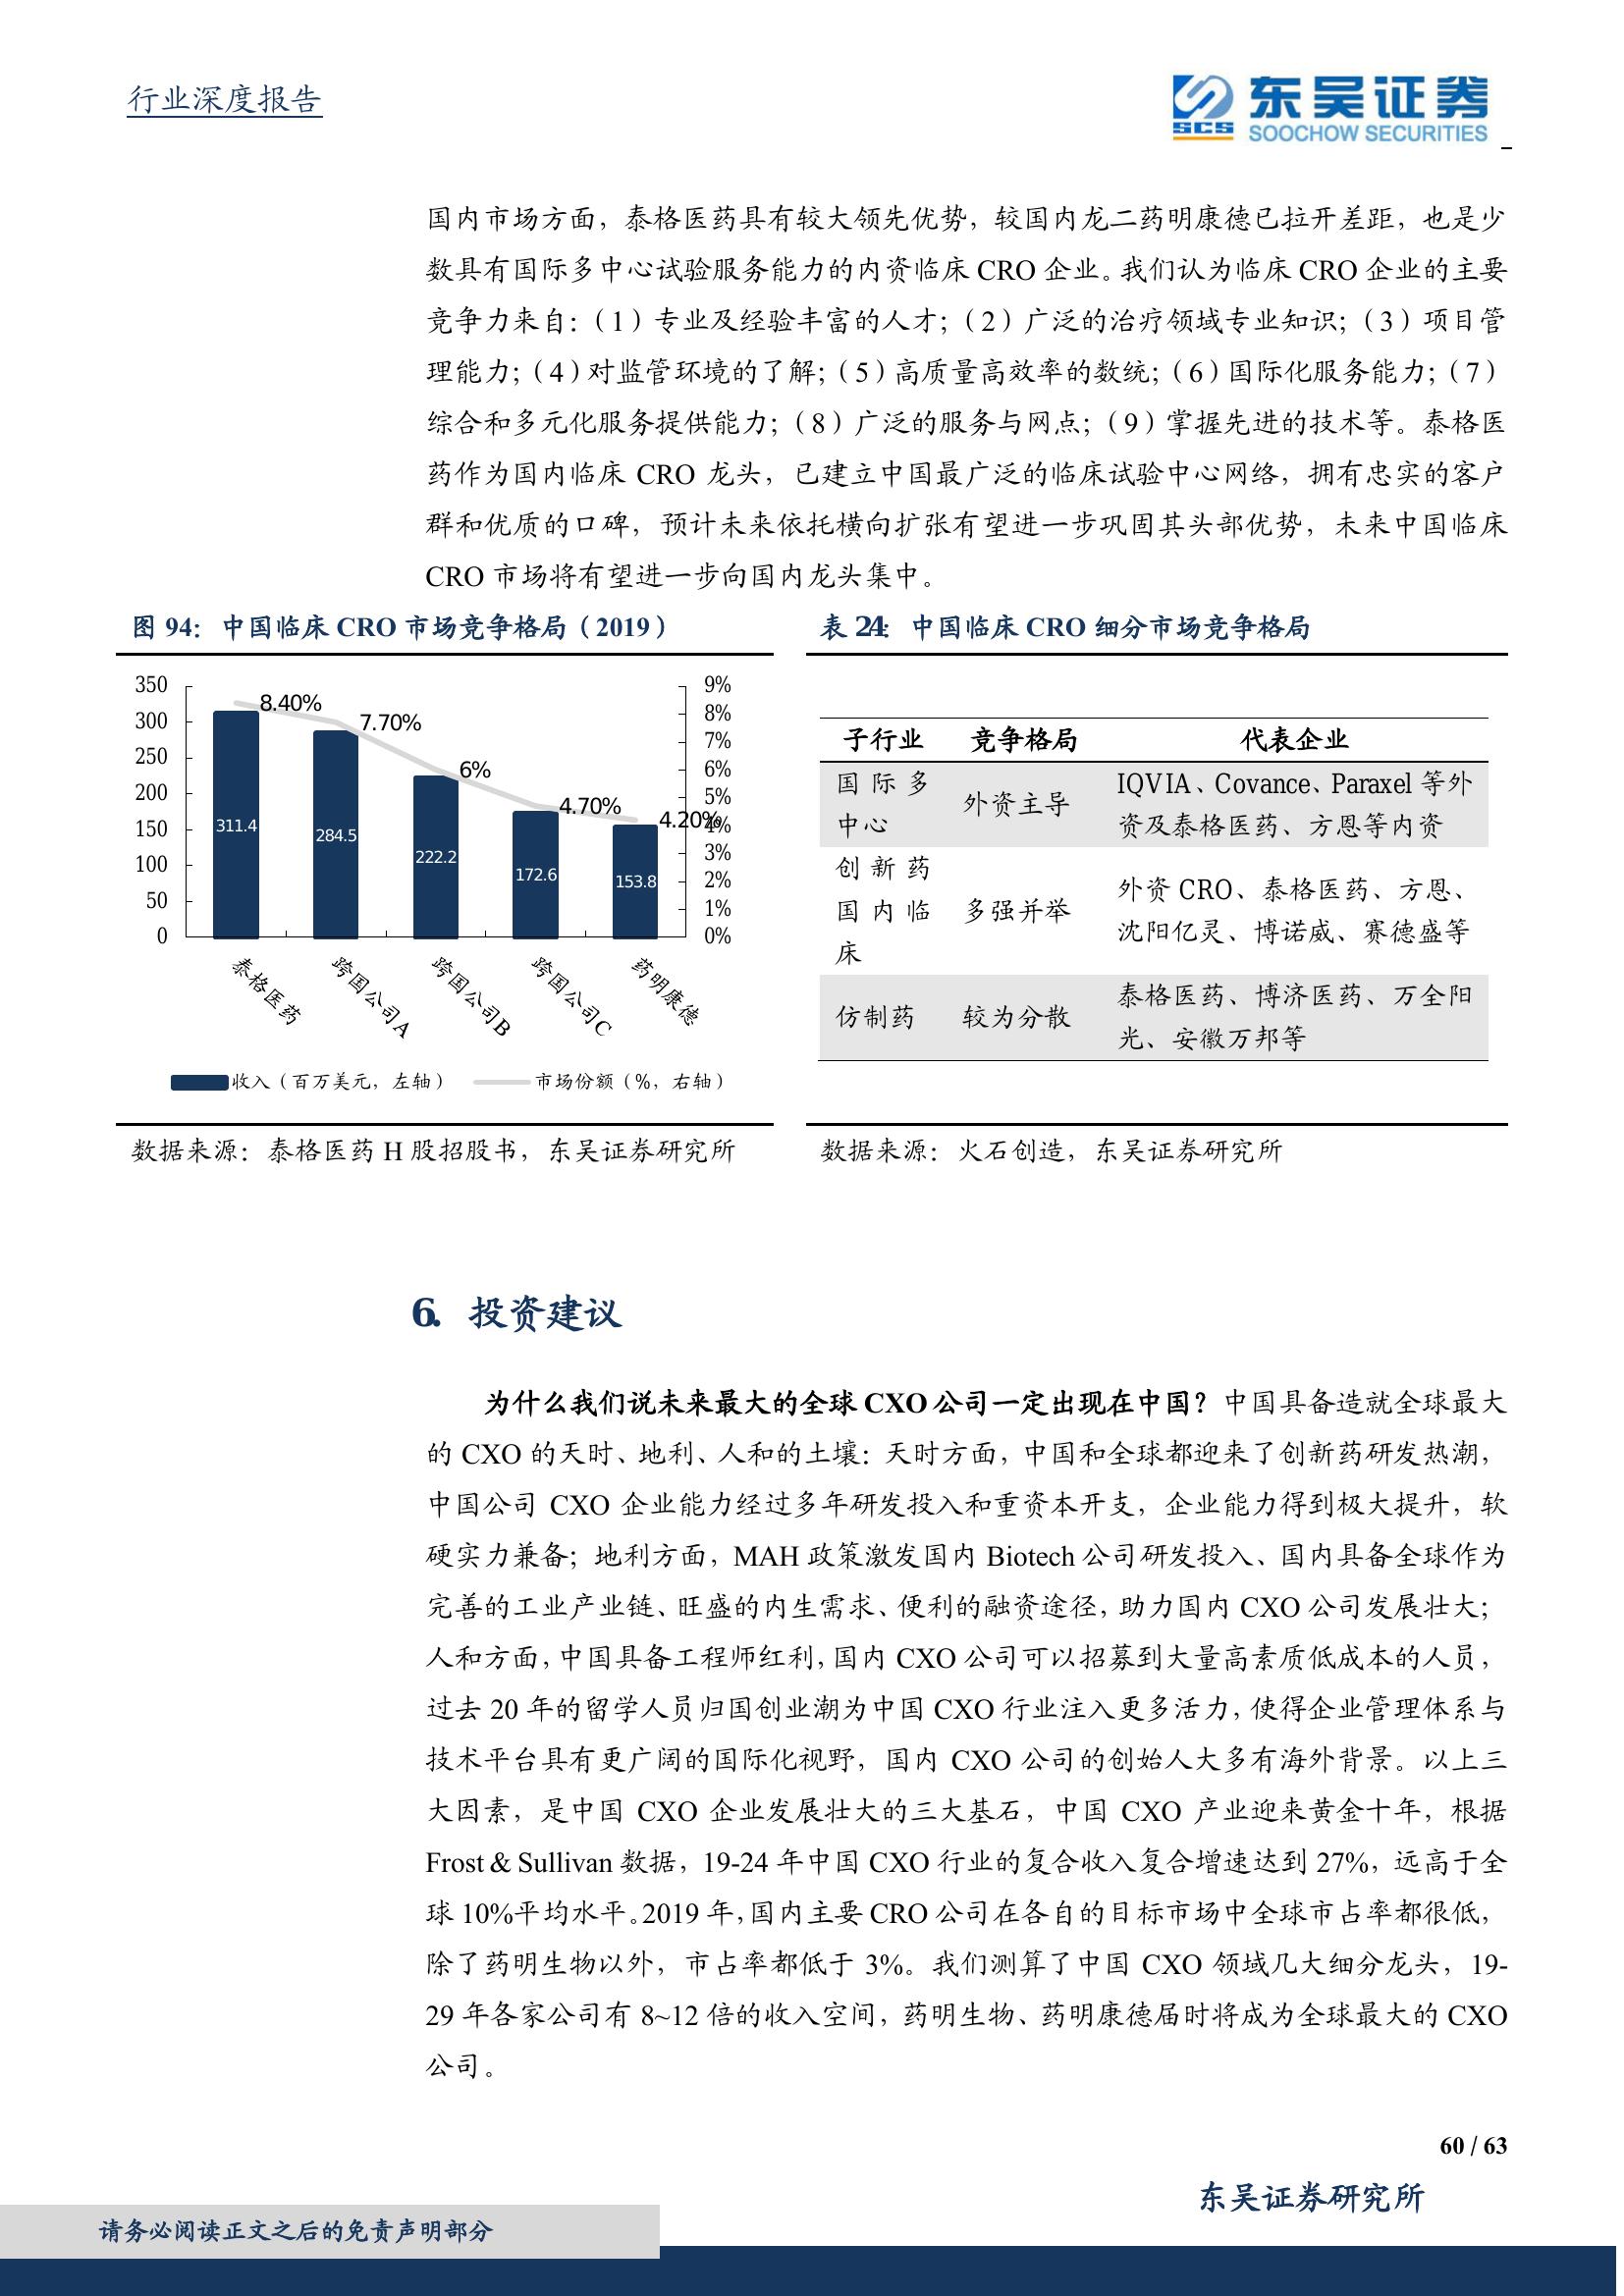 行业深度报告
SCS
东吴证券
SOOCHOW SECURITIES
国内市场方面，泰格医药具有较大领先优势，较国内龙二药明康德已拉开差距，也是少
数具有国际多中心试验服务能力的内资临床 CRO 企业。我们认为临床 CRO 企业的主要
竞争力来自：（1）专业及经验丰富的人才；（2）广泛的治疗领域专业知识；（3）项目管
理能力；（4）对监管环境的了解；（5）高质量高效率的数统；（6）国际化服务能力；（7）
综合和多元化服务提供能力；（8）广泛的服务与网点；（9）掌握先进的技术等。泰格医
药作为国内临床 CRO 龙头，已建立中国最广泛的临床试验中心网络，拥有忠实的客户
群和优质的口碑，预计未来依托横向扩张有望进一步巩固其头部优势，未来中国临床
CRO 市场将有望进一步向国内龙头集中。
图 94：中国临床 CRO 市场竞争格局（2019）
350
300
250
200
150
100
50
0
9%
8%
7%
6%
5%
4%
3%
2%
1%
0%
8.40%
7.70%
6%
4.70%
4.20%
311.4
284.5
222.2
172.6
153.8
泰格医药
跨国公司A
跨国公司B
跨国公司C
药明康德
收入（百万美元，左轴）
市场份额（%，右轴）
数据来源：泰格医药 H 股招股书，东吴证券研究所
表 24：中国临床 CRO 细分市场竞争格局
子行业 竞争格局 代表企业
国际多
中心
外资主导
IQVIA、Covance、Paraxel 等外
资及泰格医药、方恩等内资
创新药
国内临
床
多强并举
外资 CRO、泰格医药、方恩、
沈阳亿灵、博诺威、赛德盛等
仿制药
较为分散
泰格医药、博济医药、万全阳
光、安徽万邦等
数据来源：火石创造，东吴证券研究所
6. 投资建议
为什么我们说未来最大的全球 CXO 公司一定出现在中国？中国具备造就全球最大
的 CXO 的天时、地利、人和的土壤：天时方面，中国和全球都迎来了创新药研发热潮，
中国公司 CXO 企业能力经过多年研发投入和重资本开支，企业能力得到极大提升，软
硬实力兼备；地利方面，MAH 政策激发国内 Biotech 公司研发投入、国内具备全球作为
完善的工业产业链、旺盛的内生需求、便利的融资途径，助力国内 CXO 公司发展壮大；
人和方面，中国具备工程师红利，国内 CXO 公司可以招募到大量高素质低成本的人员，
过去 20 年的留学人员归国创业潮为中国 CXO 行业注入更多活力，使得企业管理体系与
技术平台具有更广阔的国际化视野，国内 CXO 公司的创始人大多有海外背景。以上三
大因素，是中国 CXO 企业发展壮大的三大基石，中国 CXO 产业迎来黄金十年，根据
Frost & Sullivan 数据，19-24 年中国 CXO 行业的复合收入复合增速达到 27%，远高于全
球 10%平均水平。2019 年，国内主要 CRO 公司在各自的目标市场中全球市占率都很低，
除了药明生物以外，市占率都低于 3%。我们测算了中国 CXO 领域几大细分龙头，19-
29 年各家公司有 8~12 倍的收入空间，药明生物、药明康德届时将成为全球最大的 CXO
公司。
60 / 63
东吴证券研究所
请务必阅读正文之后的免责声明部分